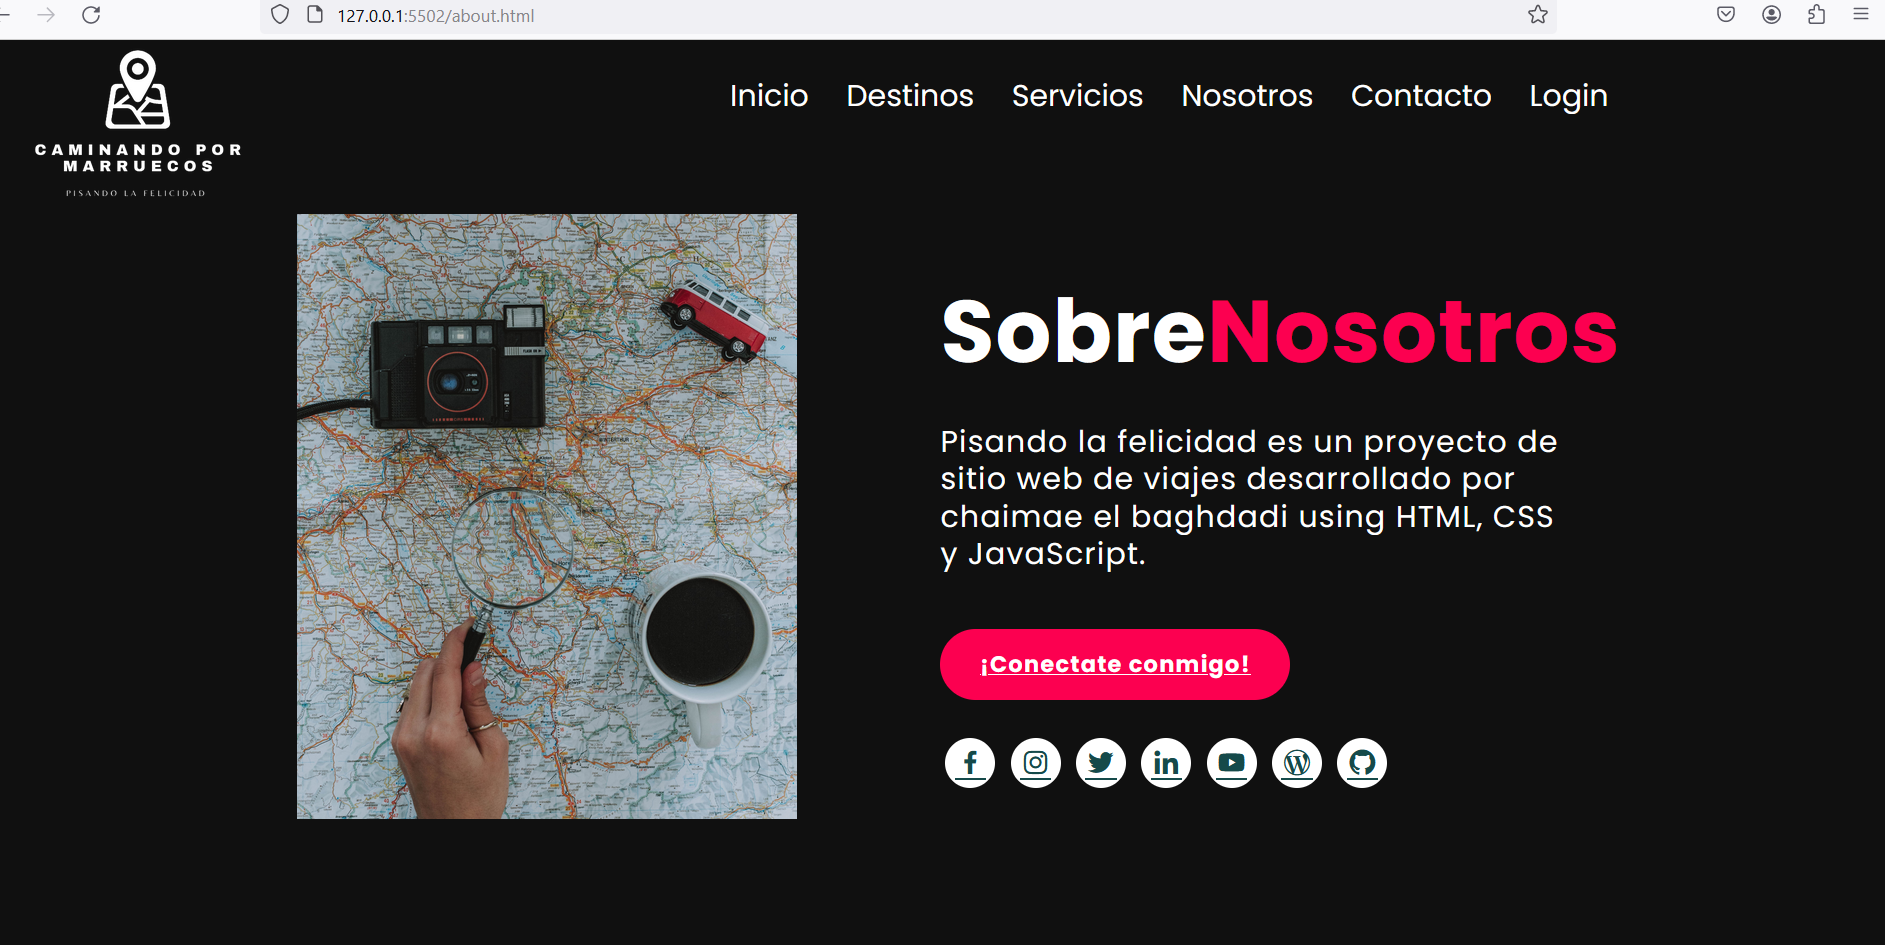 127.0.0.1:5502/about.html
CAMINANDO POR
MARRUECOS
PISANDO LA FELICIDAD
Inicio Destinos Servicios Nosotros Contacto Login
SobreNosotros
Pisando la felicidad es un proyecto de
sitio web de viajes desarrollado por
chaimae el baghdadi using HTML, CSS
y JavaScript.
¡Conectate conmigo!